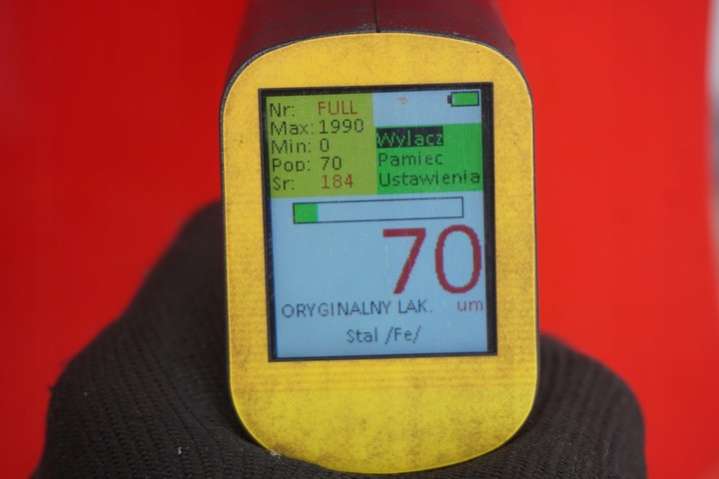 Nr: FULL
Max: 1990
Min: 0
Pop: 70
Sr: 184
Wylacz
Pamiec
Ustawienia
70
um
ORYGINALNY LAK.
Stal /Fe/